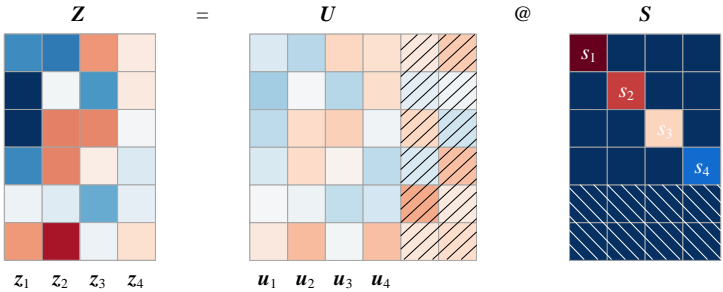 Z = U @ S
s₁
s₂
s₃
s₄
z₁ z₂ z₃ z₄ u₁ u₂ u₃ u₄